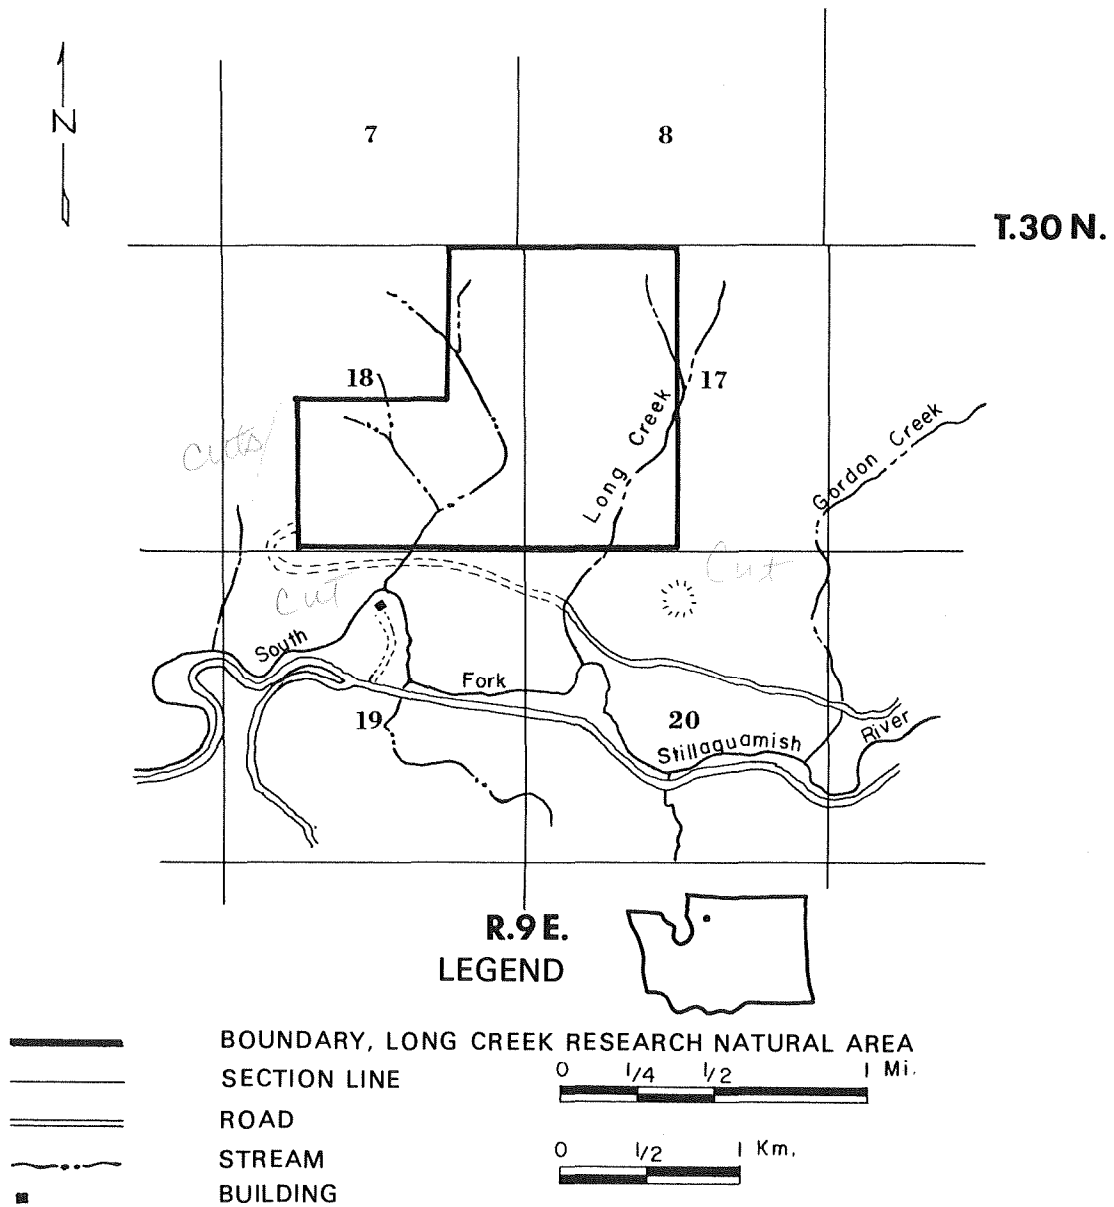 N
7
8
T.30 N.
18
17
Long Creek
Gordon Creek
cuts
Cut
cut
South
Fork
19
20
Stillaguamish
River
R.9 E.
LEGEND
BOUNDARY, LONG CREEK RESEARCH NATURAL AREA
SECTION LINE
0 1/4 1/2 1 Mi.
ROAD
STREAM
0 1/2 1 Km.
BUILDING